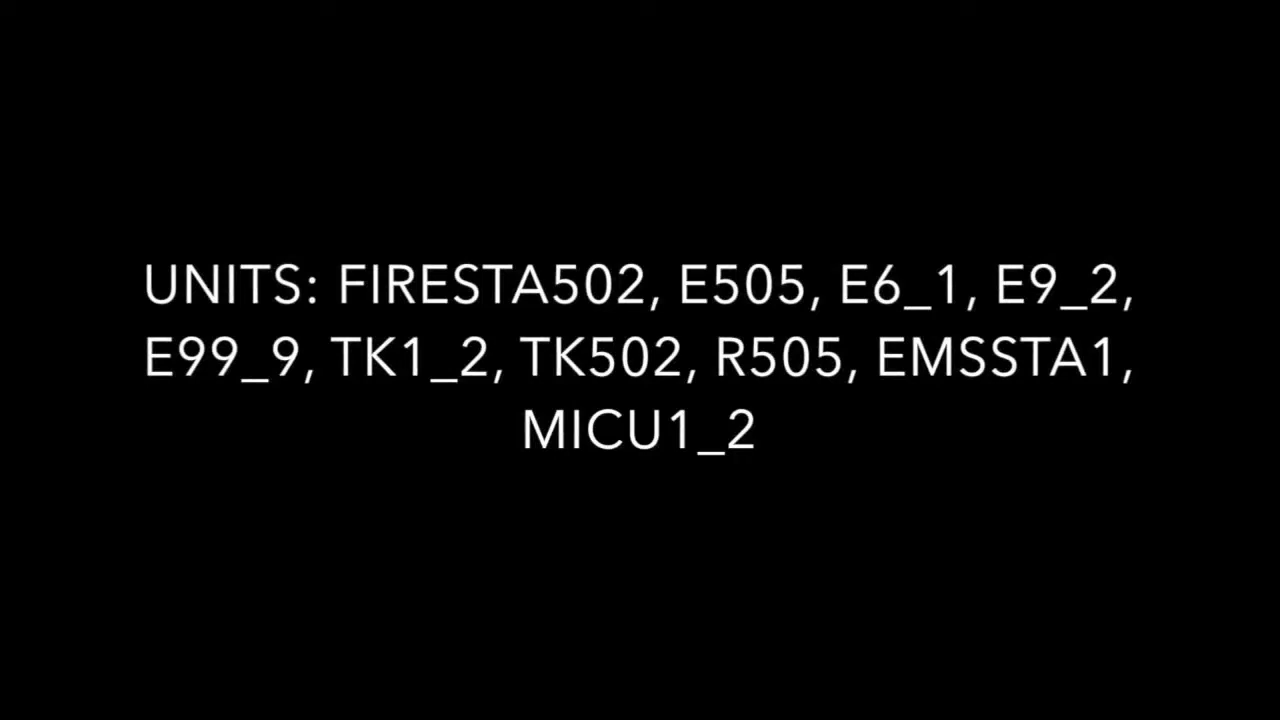 UNITS: FIRESTA502, E505, E6_1, E9_2,
E99_9, TK1_2, TK502, R505, EMSSTA1,
MICU1_2